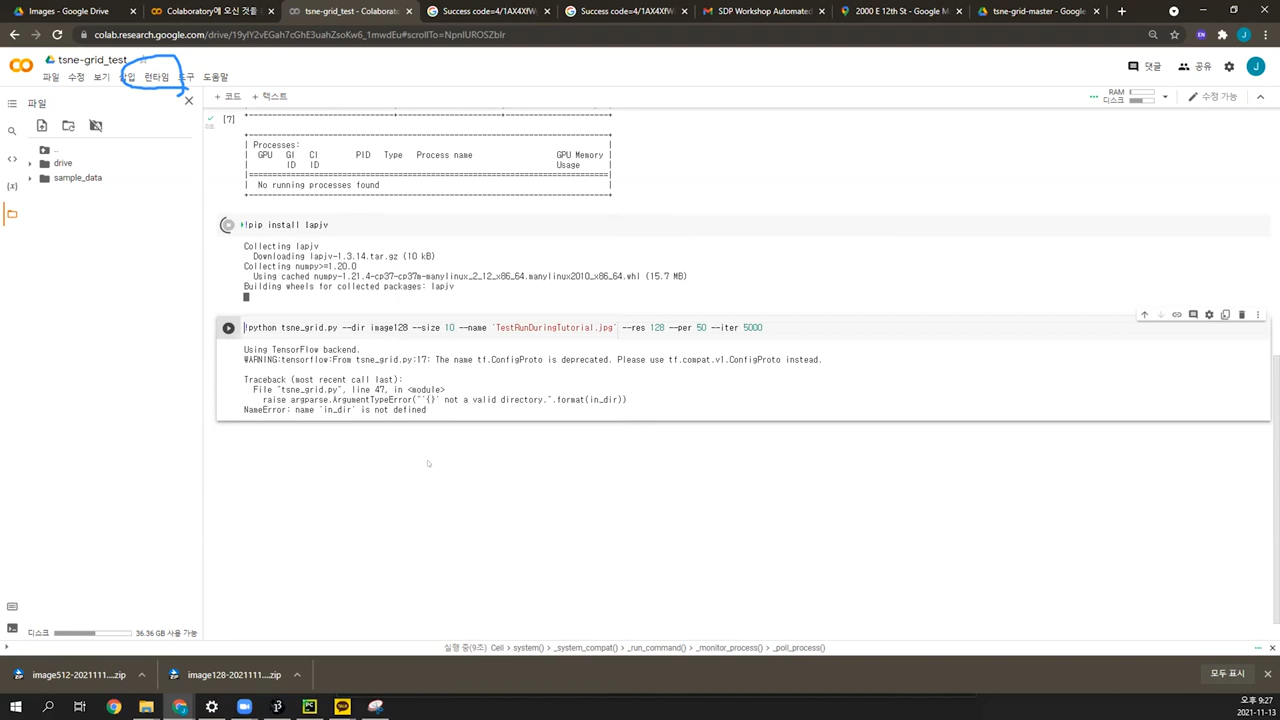 Images - Google Drive
Colaboratory에 오신 것을 환
tsne-grid_test - Colaborato
Success code=4/1AX4XfWh
Success code=4/1AX4XfWh
SDP Workshop Automated
2000 E 12th St - Google M
tsne-grid-master - Google
colab.research.google.com/drive/19yIY2vEGah7cGhE3uahZsoKw6_1mwdEu#scrollTo=NpnIUROSZbIr
J
tsne-grid_test
댓글
공유
J
파일 수정 보기 삽입 런타임 도구 도움말
파일
+ 코드 + 텍스트
RAM
디스크
수정 가능
..
drive
sample_data
[7]
Processes:
GPU GI CI PID Type Process name GPU Memory
ID ID Usage
No running processes found
!pip install lapjv
Collecting lapjv
Downloading lapjv-1.3.14.tar.gz (10 kB)
Collecting numpy>=1.20.0
Using cached numpy-1.21.4-cp37-cp37m-manylinux_2_12_x86_64.manylinux2010_x86_64.whl (15.7 MB)
Building wheels for collected packages: lapjv
!python tsne_grid.py --dir image128 --size 10 --name 'TestRunDuringTutorial.jpg' --res 128 --per 50 --iter 5000
Using TensorFlow backend.
WARNING:tensorflow:From tsne_grid.py:17: The name tf.ConfigProto is deprecated. Please use tf.compat.v1.ConfigProto instead.
Traceback (most recent call last):
File "tsne_grid.py", line 47, in <module>
raise argparse.ArgumentTypeError("'{}' not a valid directory.".format(in_dir))
NameError: name 'in_dir' is not defined
디스크 36.36 GB 사용 가능
실행 중(9초) Cell > system() > _system_compat() > _run_command() > _monitor_process() > _poll_process()
image512-2021111....zip
image128-2021111....zip
모두 표시
오후 9:27
2021-11-13